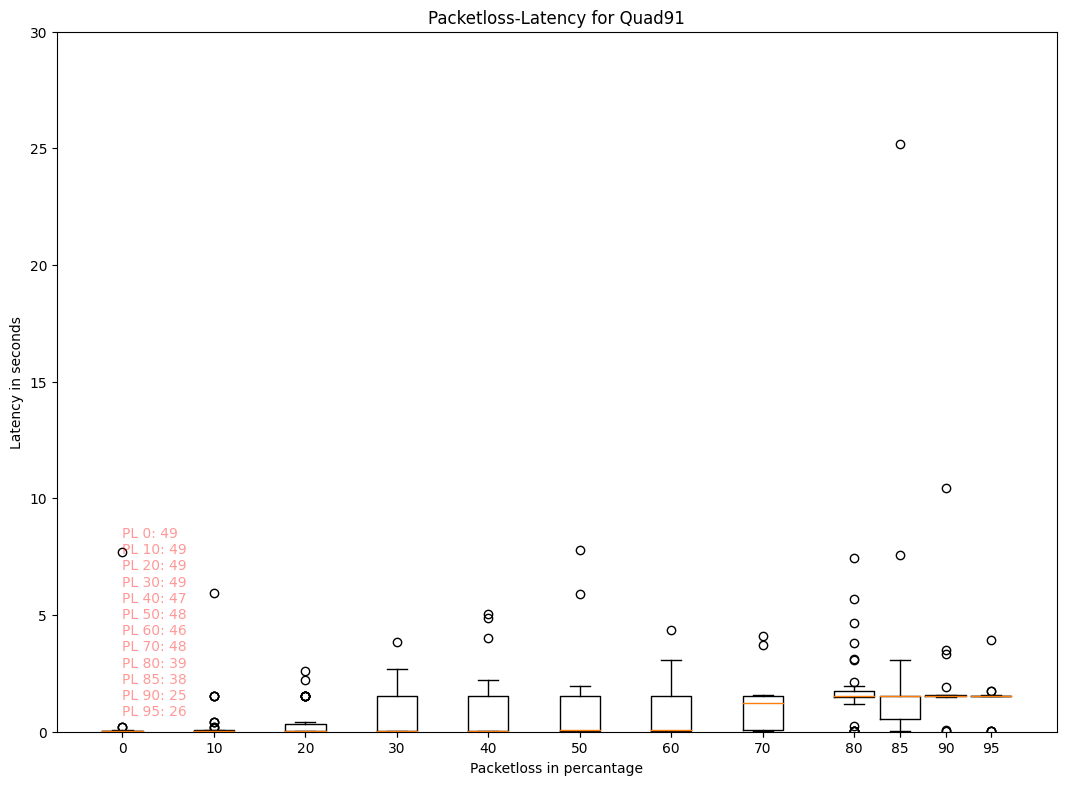 Packetloss-Latency for Quad91
30
25
20
15
10
5
0
Latency in seconds
PL 0: 49
PL 10: 49
PL 20: 49
PL 30: 49
PL 40: 47
PL 50: 48
PL 60: 46
PL 70: 48
PL 80: 39
PL 85: 38
PL 90: 25
PL 95: 26
0 10 20 30 40 50 60 70 80 85 90 95
Packetloss in percantage